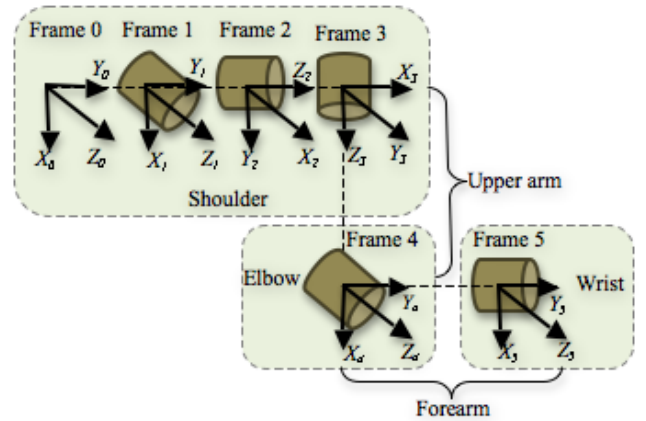 Frame 0 Frame 1 Frame 2 Frame 3
Y₀ Y₁ Z₂ X₃
X₀ Z₀ X₁ Z₁ Y₂ X₂ Z₃ Y₃
Shoulder
Upper arm
Frame 4 Frame 5
Elbow
Wrist
Y₄ Y₅
X₄ Z₄ X₅ Z₅
Forearm